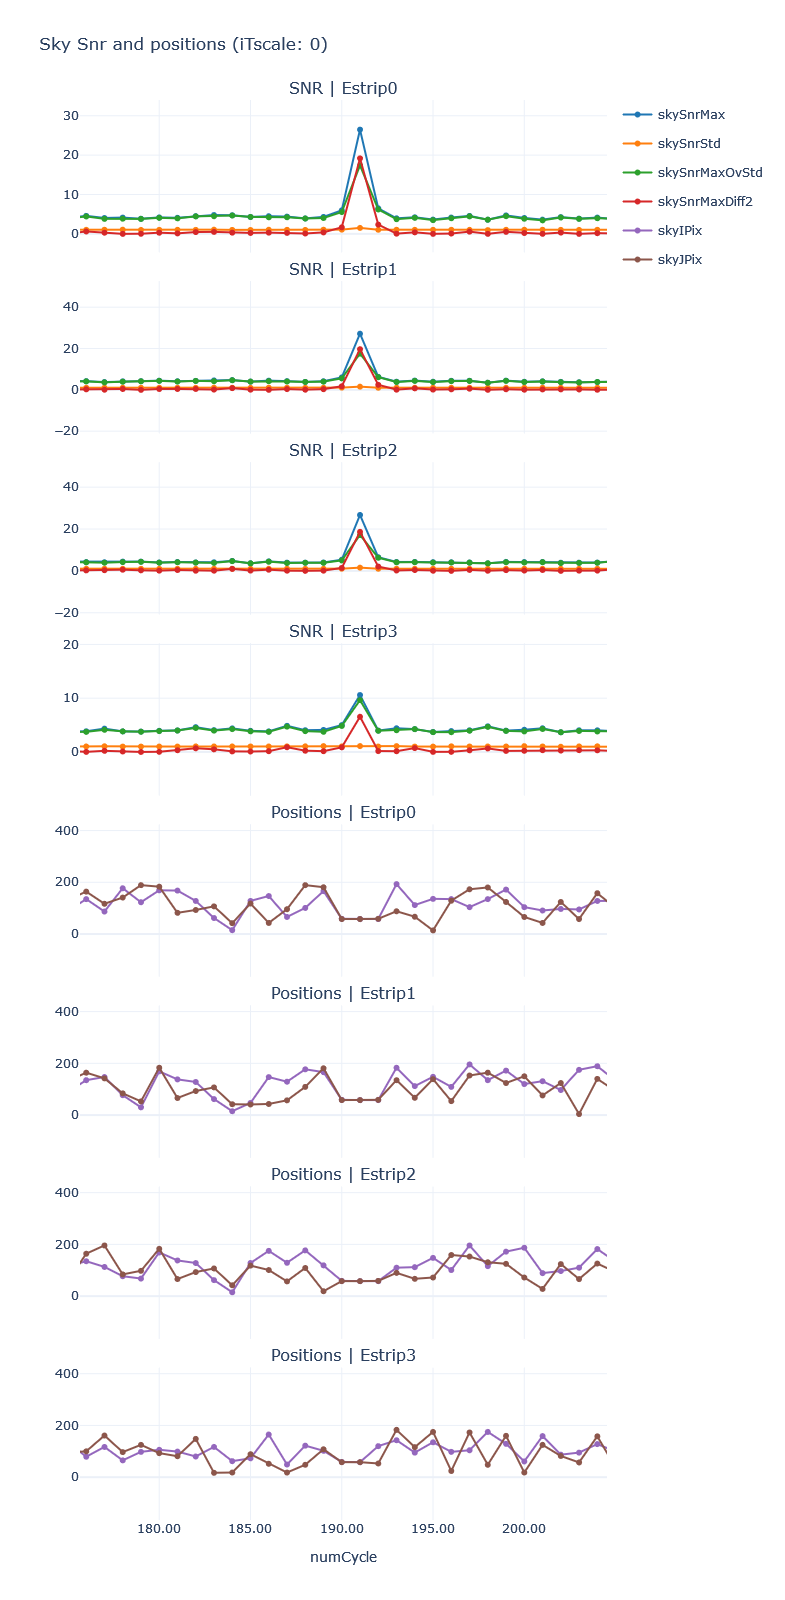 Sky Snr and positions (iTscale: 0)
SNR | Estrip0
30
20
10
0
skySnrMax
skySnrStd
skySnrMaxOvStd
skySnrMaxDiff2
skyIPix
skyJPix
SNR | Estrip1
40
20
0
−20
SNR | Estrip2
40
20
0
−20
SNR | Estrip3
20
10
0
Positions | Estrip0
400
200
0
Positions | Estrip1
400
200
0
Positions | Estrip2
400
200
0
Positions | Estrip3
400
200
0
180.00 185.00 190.00 195.00 200.00
numCycle